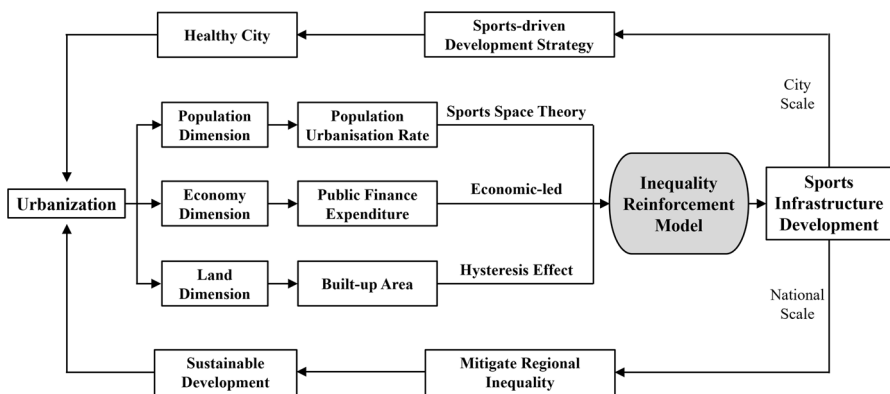 Healthy City
Sports-driven
Development Strategy
City
Scale
Population
Dimension
Population
Urbanisation Rate
Sports Space Theory
Urbanization
Economy
Dimension
Public Finance
Expenditure
Economic-led
Inequality
Reinforcement
Model
Sports
Infrastructure
Development
Land
Dimension
Built-up Area
Hysteresis Effect
National
Scale
Sustainable
Development
Mitigate Regional
Inequality